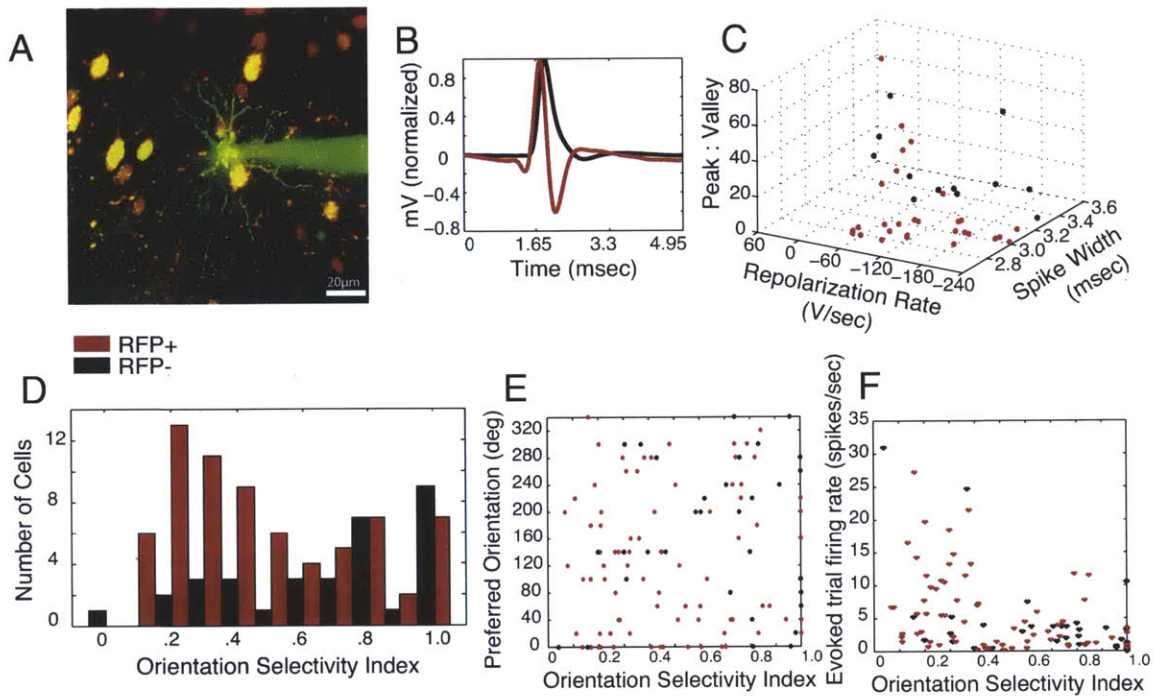 A
20μm
B
mV (normalized)
0.8
0.4
0
−0.4
−0.8
0 1.65 3.3 4.95
Time (msec)
C
Peak : Valley
80
60
40
20
0
60 0 −60 −120 −180 −240
Repolarization Rate
(V/sec)
2.8 3.0 3.2 3.4 3.6
Spike Width
(msec)
RFP+
RFP-
D
Number of Cells
12
8
4
0
0 .2 .4 .6 .8 1.0
Orientation Selectivity Index
E
Preferred Orientation (deg)
320
280
240
200
160
120
80
40
0
0 0.2 0.4 0.6 0.8 1.0
Orientation Selectivity Index
F
Evoked trial firing rate (spikes/sec)
35
30
25
20
15
10
5
0
0 0.2 0.4 0.6 0.8 1.0
Orientation Selectivity Index